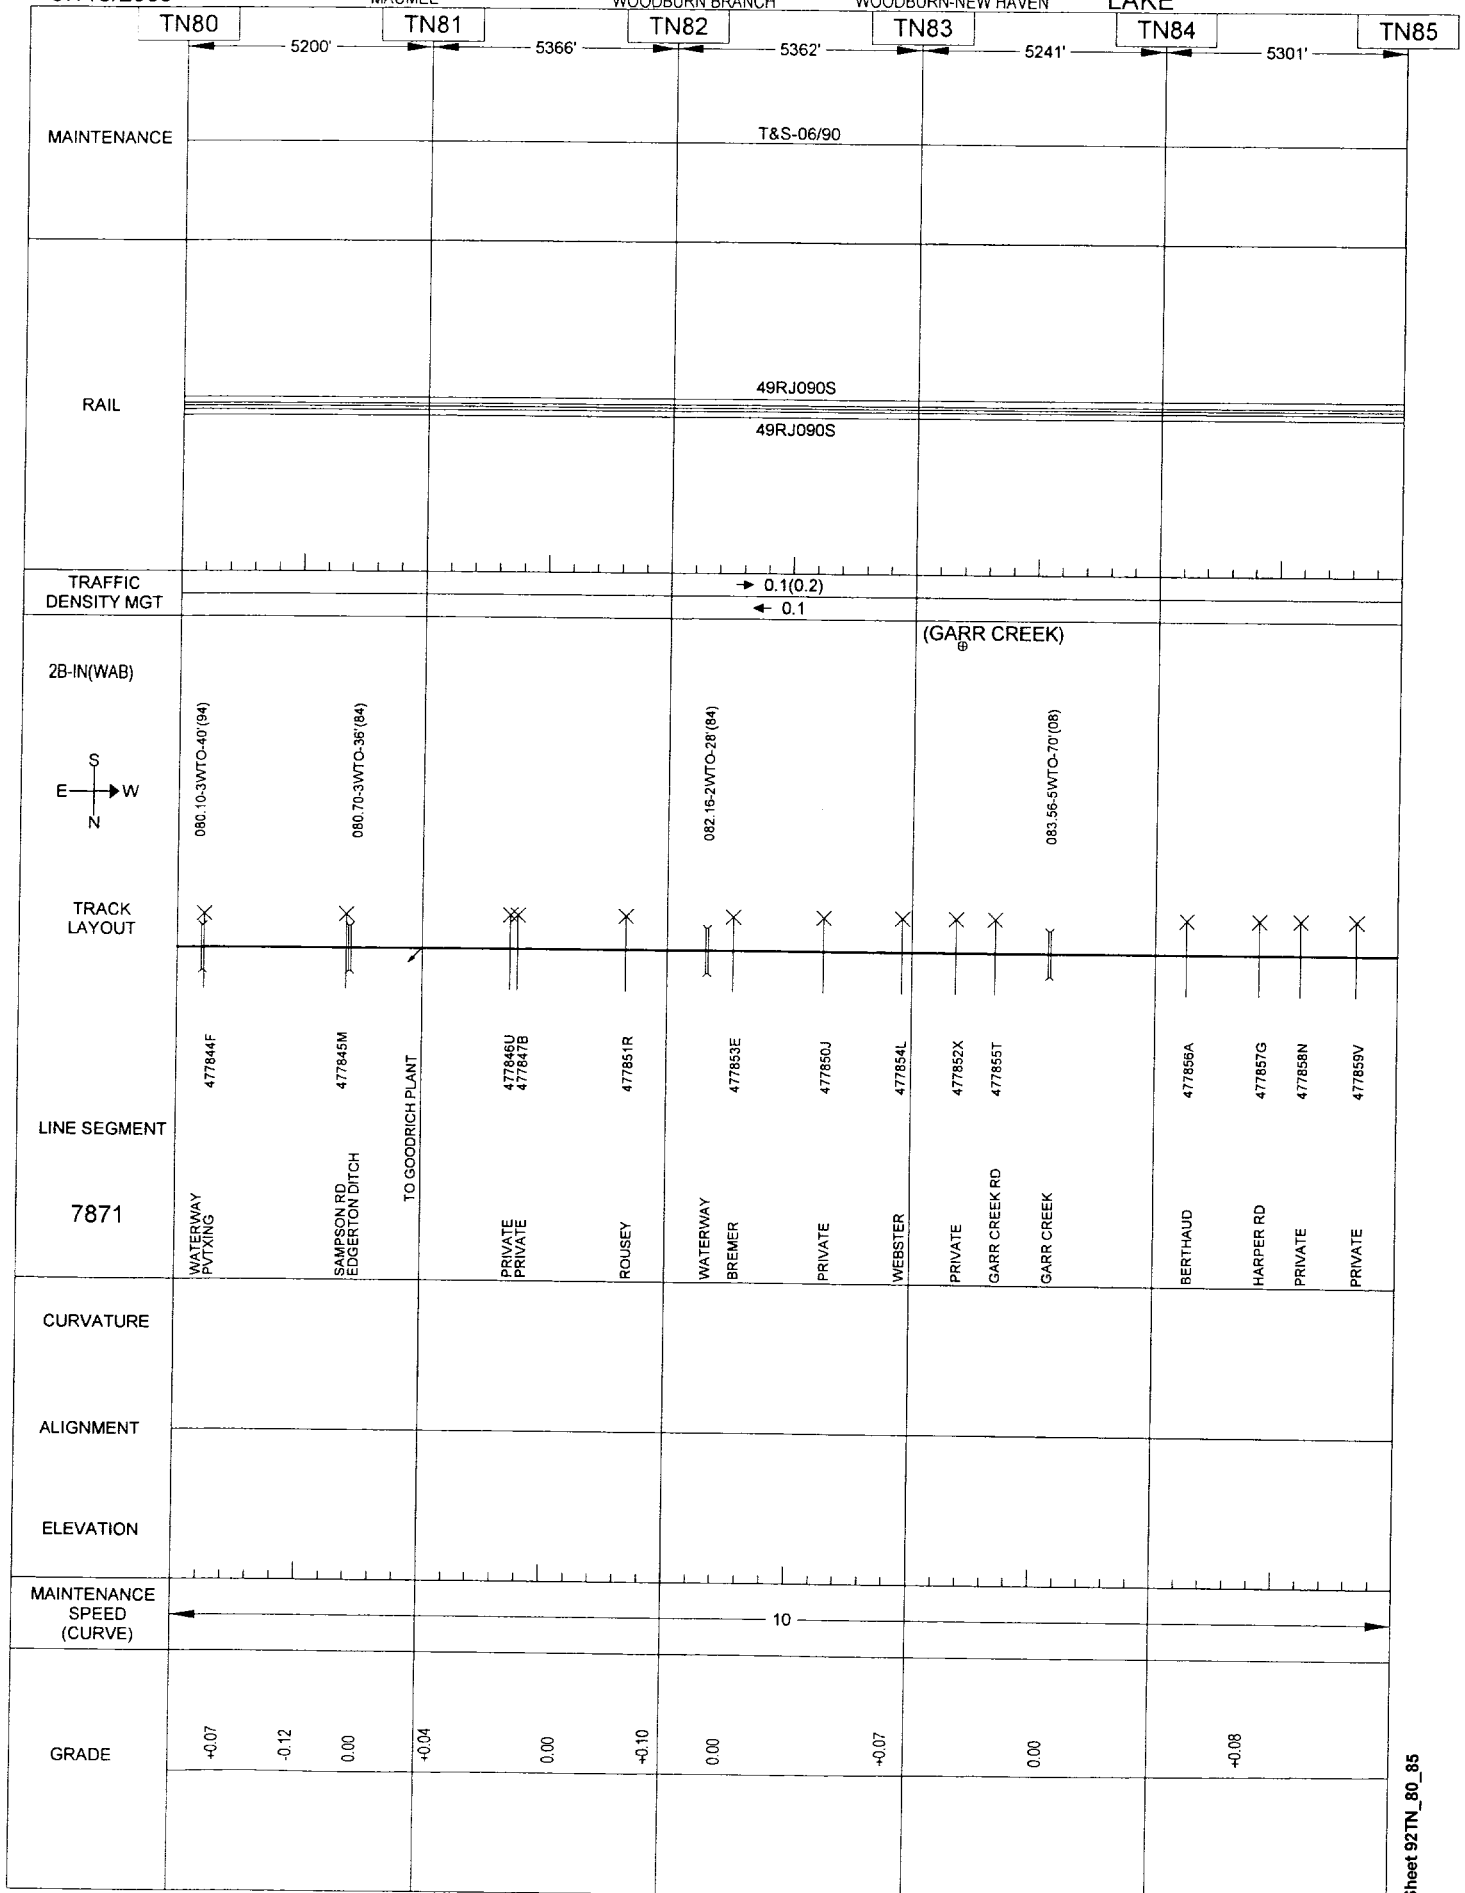 MAUMEE WOODBURN BRANCH WOODBURN-NEW HAVEN LAKE
TN80 TN81 TN82 TN83 TN84 TN85
5200' 5366' 5362' 5241' 5301'
MAINTENANCE
T&S-06/90
RAIL
49RJ090S
49RJ090S
TRAFFIC
DENSITY MGT
→ 0.1(0.2)
← 0.1
(GARR CREEK)
2B-IN(WAB)
080.10-3WTO-40'(94)
080.70-3WTO-36'(84)
082.16-2WTO-28'(84)
083.56-5WTO-70'(08)
S
E W
N
TRACK
LAYOUT
477844F
477845M
TO GOODRICH PLANT
477846U
477847B
477851R
477853E
477850J
477854L
477852X
477855T
477856A
477857G
477858N
477859V
LINE SEGMENT
7871
WATERWAY
PVTXING
SAMPSON RD
EDGERTON DITCH
PRIVATE
PRIVATE
ROUSEY
WATERWAY
BREMER
PRIVATE
WEBSTER
PRIVATE
GARR CREEK RD
GARR CREEK
BERTHAUD
HARPER RD
PRIVATE
PRIVATE
CURVATURE
ALIGNMENT
ELEVATION
MAINTENANCE
SPEED
(CURVE)
10
GRADE
+0.07
-0.12
0.00
+0.04
0.00
+0.10
0.00
+0.07
0.00
+0.08
Sheet 92TN_80_85